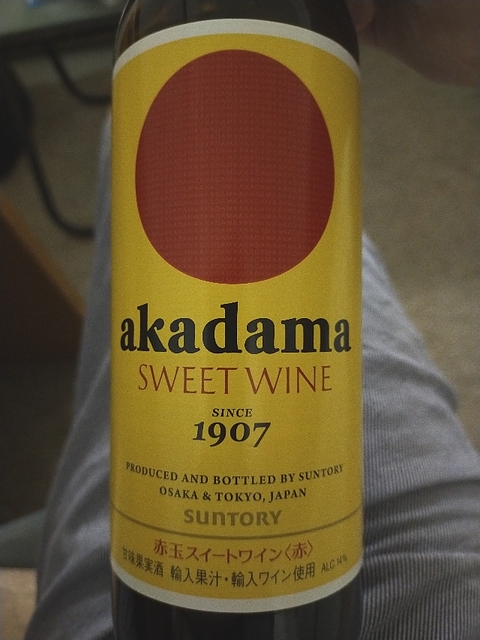 akadama
SWEET WINE
SINCE
1907
PRODUCED AND BOTTLED BY SUNTORY
OSAKA & TOKYO, JAPAN
SUNTORY
赤玉スイートワイン〈赤〉
甘味果実酒 輸入果汁・輸入ワイン使用 ALC.14%